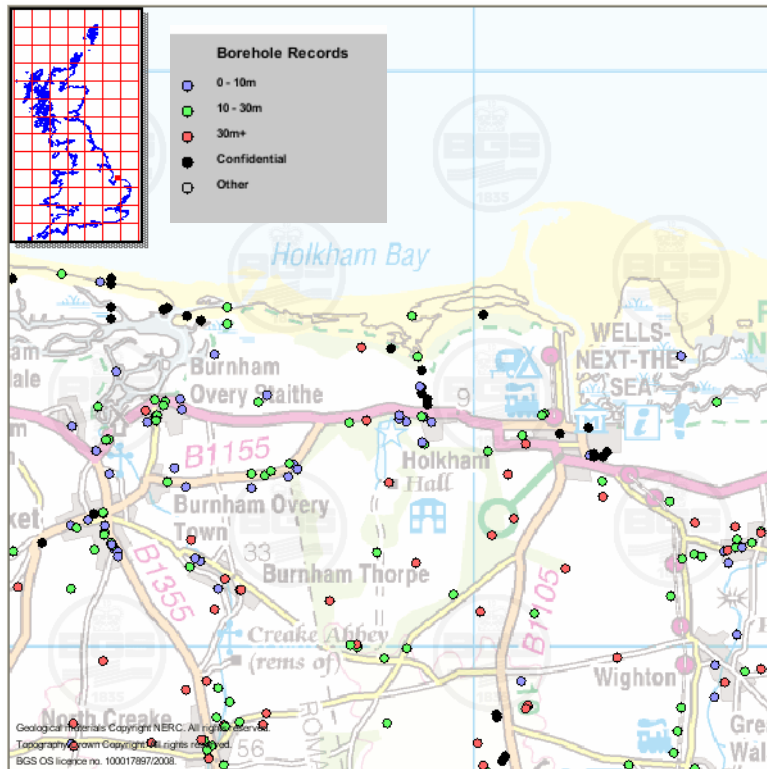 Borehole Records
0 - 10m
10 - 30m
30m+
Confidential
Other
BGS
1835
Holkham Bay
WELLS-
NEXT-THE-
SEA
Burnham
Overy Staithe
9
B1155
Holkham
Hall
Burnham Overy
Town
33
Burnham Thorpe
B1355
B1105
Creake Abbey
(rems of)
Wighton
North Creake
56
Geological materials Copyright NERC. All rights reserved.
Topography Crown Copyright. All rights reserved.
BGS OS licence no. 100017897/2008.